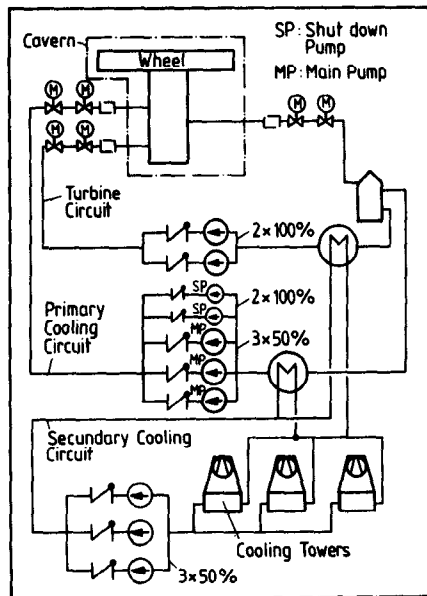 SP: Shut down
Pump
MP: Main Pump
Cavern
Wheel
M M
M M
M M
Turbine
Circuit
2×100%
SP
SP
2×100%
MP
3×50%
MP
MP
Primary
Cooling
Circuit
Secundary Cooling
Circuit
Cooling Towers
3×50%